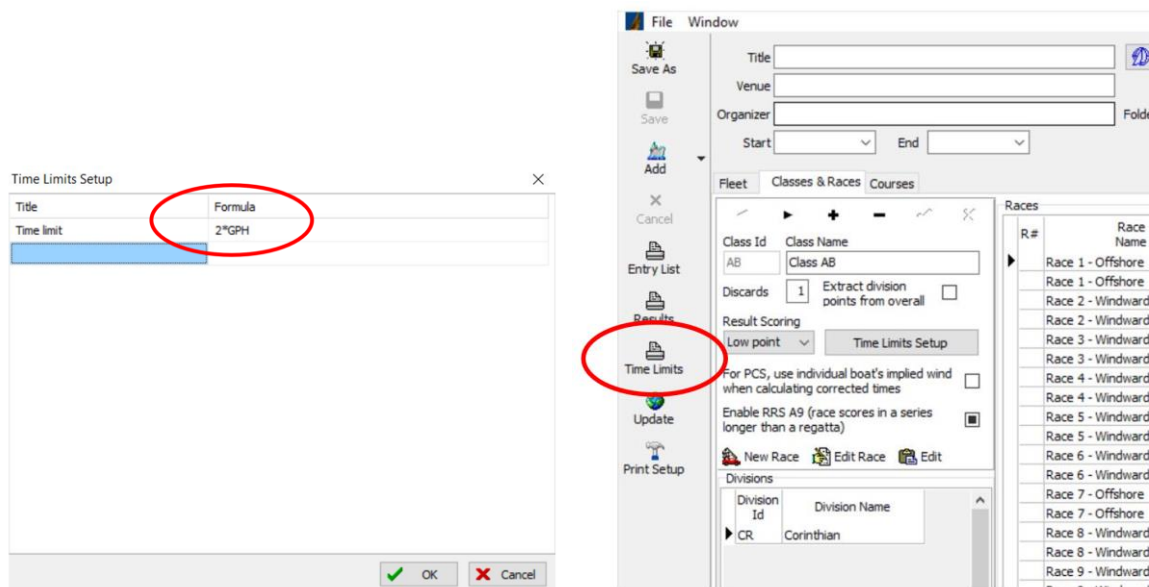 Time Limits Setup
Title Formula
Time limit 2*GPH
OK Cancel
File Window
Save As
Save
Add
Cancel
Entry List
Results
Time Limits
Update
Print Setup
Title
Venue
Organizer
Start End
Fleet Classes & Races Courses
Class Id Class Name
AB Class AB
Discards 1 Extract division
points from overall
Result Scoring
Low point Time Limits Setup
For PCS, use individual boat's implied wind
when calculating corrected times
Enable RRS A9 (race scores in a series
longer than a regatta)
New Race Edit Race Edit
Divisions
Division
Id
Division Name
CR Corinthian
Races
R# Race
Name
Race 1 - Offshore
Race 1 - Offshore
Race 2 - Windward
Race 2 - Windward
Race 3 - Windward
Race 3 - Windward
Race 4 - Windward
Race 4 - Windward
Race 5 - Windward
Race 5 - Windward
Race 6 - Windward
Race 6 - Windward
Race 7 - Offshore
Race 7 - Offshore
Race 8 - Windward
Race 8 - Windward
Race 9 - Windward